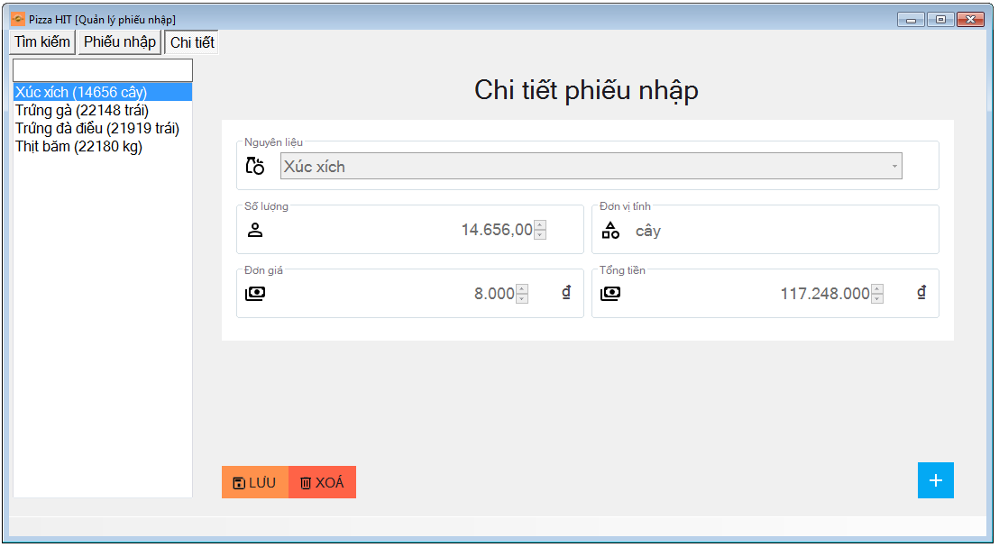 Pizza HIT [Quản lý phiếu nhập]
Tìm kiếm Phiếu nhập Chi tiết
Xúc xích (14656 cây)
Trứng gà (22148 trái)
Trứng đà điểu (21919 trái)
Thịt băm (22180 kg)
Chi tiết phiếu nhập
Nguyên liệu
Xúc xích
Số lượng
14.656,00
Đơn vị tính
cây
Đơn giá
8.000 ₫
Tổng tiền
117.248.000 ₫
LƯU
XOÁ
+